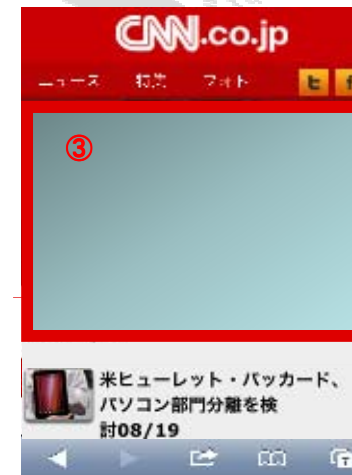 CNN.co.jp
ニュース 特集 フォト
③
米ヒューレット・パッカード、
パソコン部門分離を検
討08/19